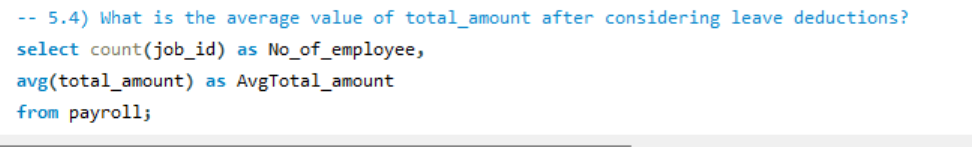 -- 5.4) What is the average value of total_amount after considering leave deductions?
select count(job_id) as No_of_employee,
avg(total_amount) as AvgTotal_amount
from payroll;